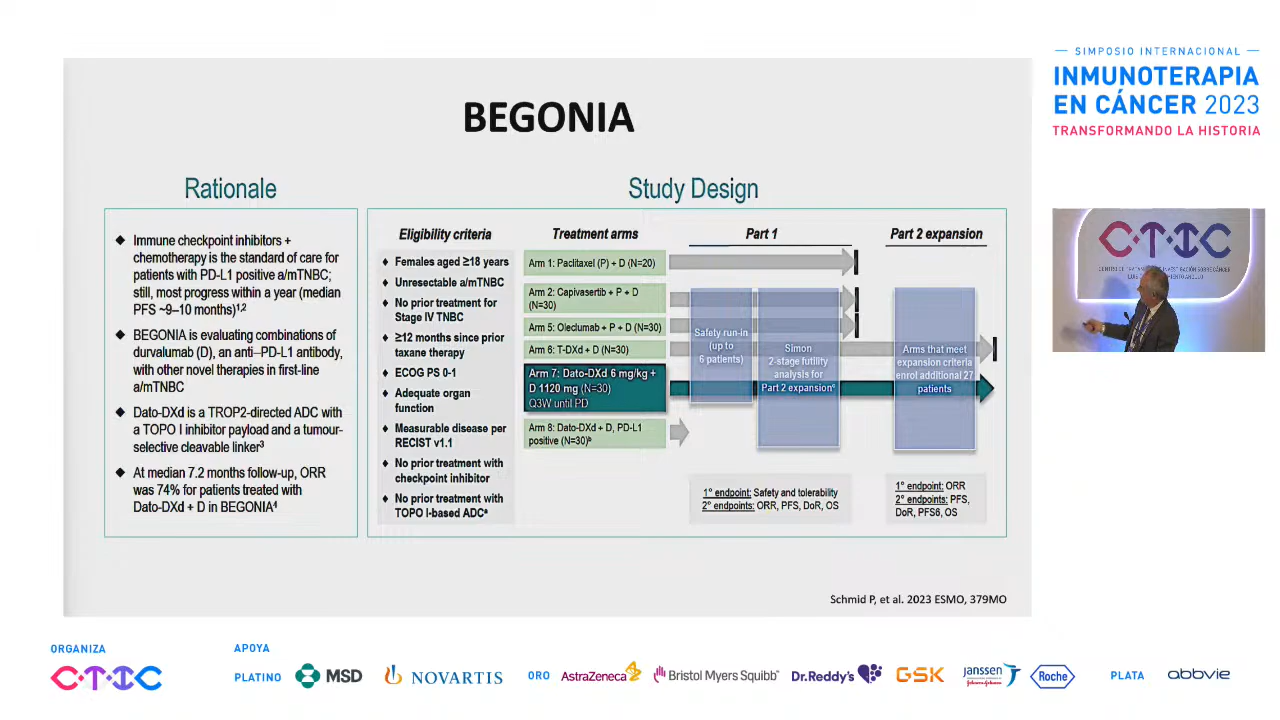 BEGONIA
Rationale
◆ Immune checkpoint inhibitors +
chemotherapy is the standard of care for
patients with PD-L1 positive a/mTNBC;
still, most progress within a year (median
PFS ~9–10 months)1,2
◆ BEGONIA is evaluating combinations of
durvalumab (D), an anti–PD-L1 antibody,
with other novel therapies in first-line
a/mTNBC
◆ Dato-DXd is a TROP2-directed ADC with
a TOPO I inhibitor payload and a tumour-
selective cleavable linker3
◆ At median 7.2 months follow-up, ORR
was 74% for patients treated with
Dato-DXd + D in BEGONIA4
Study Design
Eligibility criteria
◆ Females aged ≥18 years
◆ Unresectable a/mTNBC
◆ No prior treatment for
Stage IV TNBC
◆ ≥12 months since prior
taxane therapy
◆ ECOG PS 0-1
◆ Adequate organ
function
◆ Measurable disease per
RECIST v1.1
◆ No prior treatment with
checkpoint inhibitor
◆ No prior treatment with
TOPO I-based ADCa
Treatment arms
Arm 1: Paclitaxel (P) + D (N=20)
Arm 2: Capivasertib + P + D
(N=30)
Arm 5: Oleclumab + P + D (N=30)
Arm 6: T-DXd + D (N=30)
Arm 7: Dato-DXd 6 mg/kg +
D 1120 mg (N=30)
Q3W until PD
Arm 8: Dato-DXd + D, PD-L1
positive (N=30)b
Part 1
Safety run-in
(up to
6 patients)
Simon
2-stage futility
analysis for
Part 2 expansionc
1° endpoint: Safety and tolerability
2° endpoints: ORR, PFS, DoR, OS
Part 2 expansion
Arms that meet
expansion criteria
enrol additional 27
patients
1° endpoint: ORR
2° endpoints: PFS,
DoR, PFS6, OS
Schmid P, et al. 2023 ESMO, 379MO
SIMPOSIO INTERNACIONAL
INMUNOTERAPIA
EN CÁNCER 2023
TRANSFORMANDO LA HISTORIA
CTIC
ORGANIZA
CTIC
APOYA
PLATINO
MSD
NOVARTIS
ORO
AstraZeneca
Bristol Myers Squibb
Dr.Reddy's
GSK
Janssen
Johnson&Johnson
Roche
PLATA
abbvie